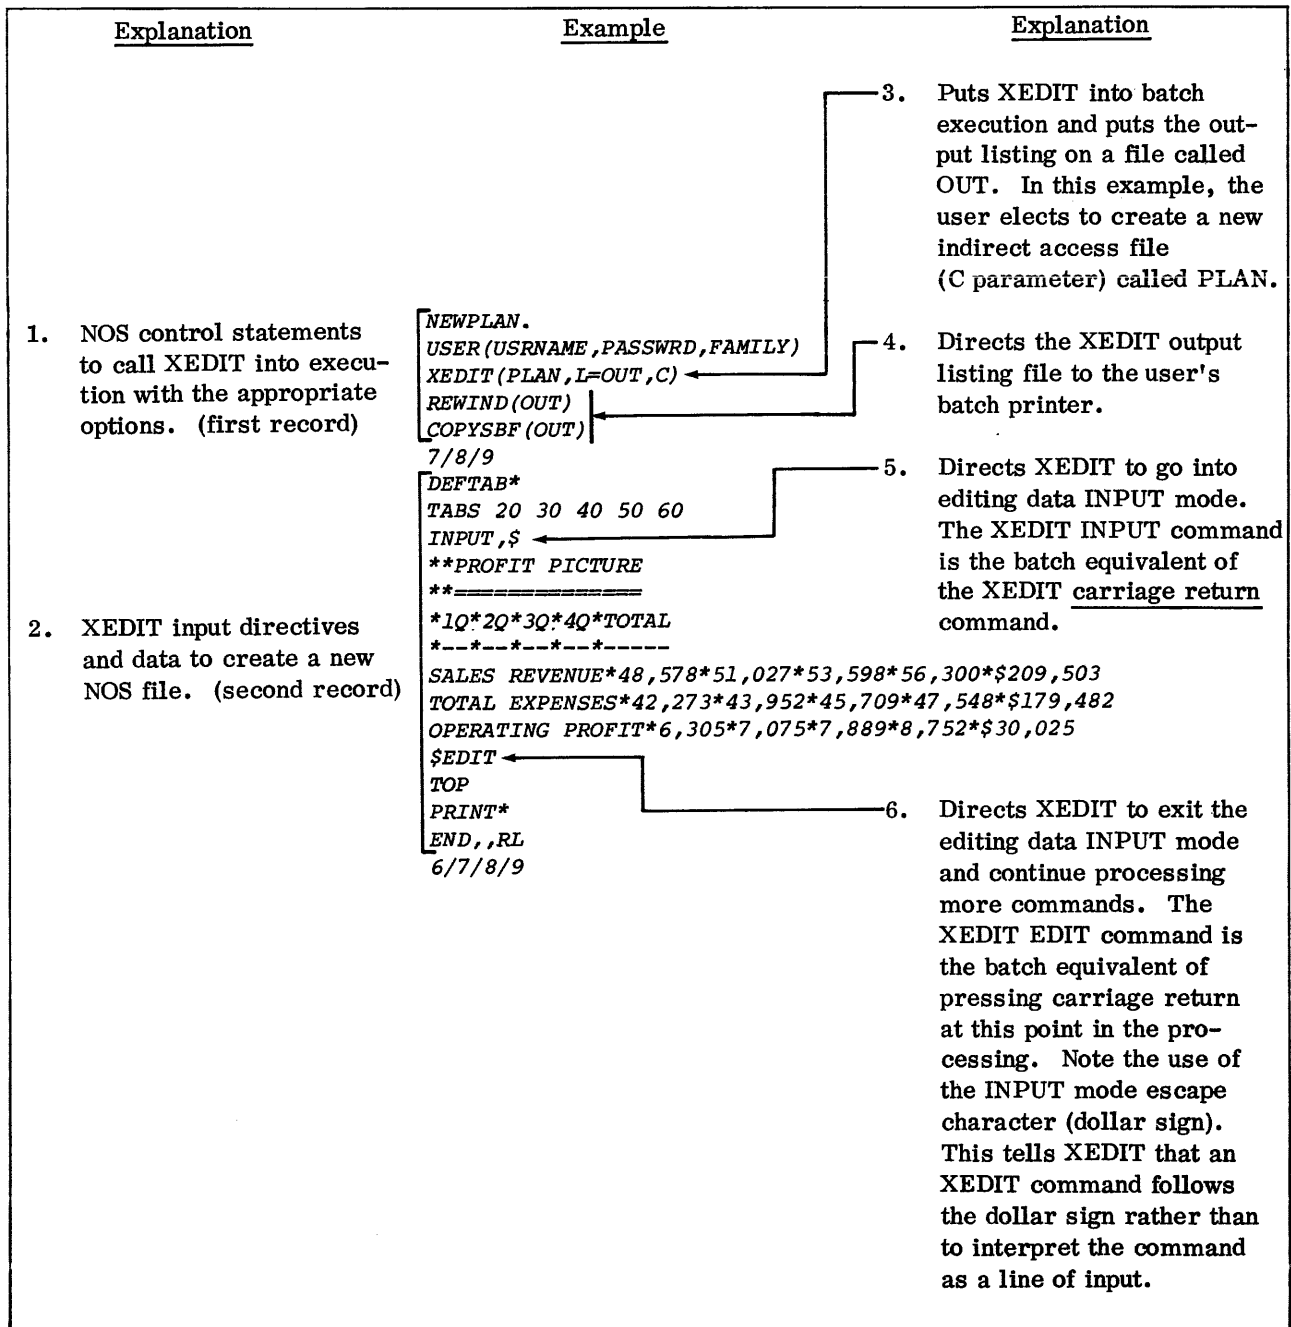 Explanation
Example
Explanation
3. Puts XEDIT into batch
execution and puts the out-
put listing on a file called
OUT. In this example, the
user elects to create a new
indirect access file
(C parameter) called PLAN.
1. NOS control statements
to call XEDIT into execu-
tion with the appropriate
options. (first record)
NEWPLAN.
USER(USRNAME,PASSWRD,FAMILY)
XEDIT(PLAN,L=OUT,C)
REWIND(OUT)
COPYSBF(OUT)
7/8/9
4. Directs the XEDIT output
listing file to the user's
batch printer.
5. Directs XEDIT to go into
editing data INPUT mode.
The XEDIT INPUT command
is the batch equivalent of
the XEDIT carriage return
command.
2. XEDIT input directives
and data to create a new
NOS file. (second record)
DEFTAB*
TABS 20 30 40 50 60
INPUT,$
**PROFIT PICTURE
**==============
*1Q*2Q*3Q*4Q*TOTAL
*--*--*--*--*-----
SALES REVENUE*48,578*51,027*53,598*56,300*$209,503
TOTAL EXPENSES*42,273*43,952*45,709*47,548*$179,482
OPERATING PROFIT*6,305*7,075*7,889*8,752*$30,025
$EDIT
TOP
PRINT*
END,,RL
6/7/8/9
6. Directs XEDIT to exit the
editing data INPUT mode
and continue processing
more commands. The
XEDIT EDIT command is
the batch equivalent of
pressing carriage return
at this point in the pro-
cessing. Note the use of
the INPUT mode escape
character (dollar sign).
This tells XEDIT that an
XEDIT command follows
the dollar sign rather than
to interpret the command
as a line of input.